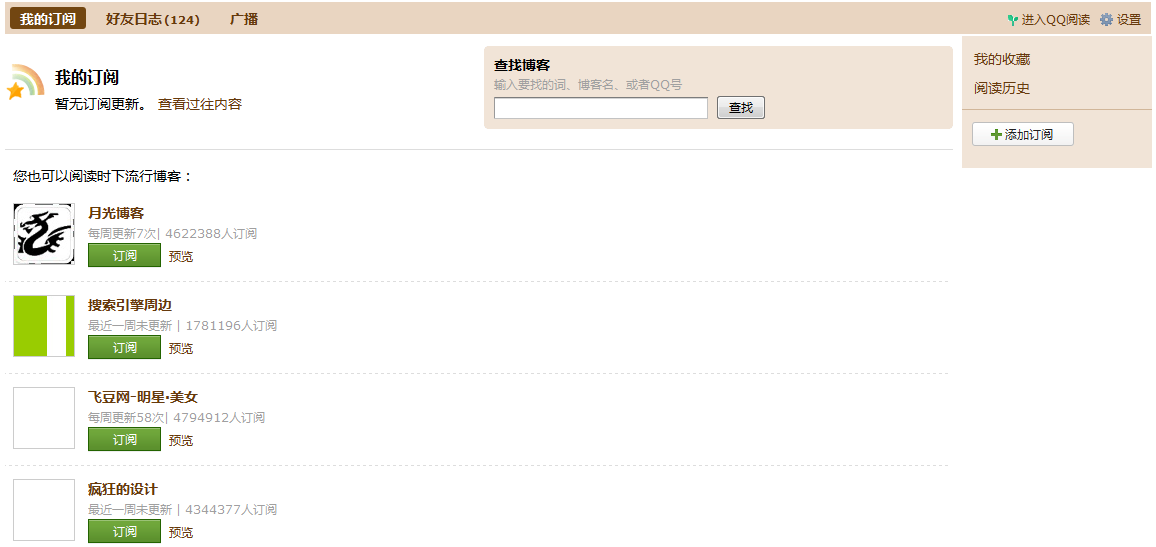 我的订阅 好友日志(124) 广播 进入QQ阅读 设置
我的订阅
暂无订阅更新。 查看过往内容
查找博客
输入要找的词、博客名、或者QQ号
查找
我的收藏
阅读历史
添加订阅
您也可以阅读时下流行博客：
月光博客
每周更新7次| 4622388人订阅
订阅 预览
搜索引擎周边
最近一周未更新 | 1781196人订阅
订阅 预览
飞豆网-明星·美女
每周更新58次| 4794912人订阅
订阅 预览
疯狂的设计
最近一周未更新 | 4344377人订阅
订阅 预览